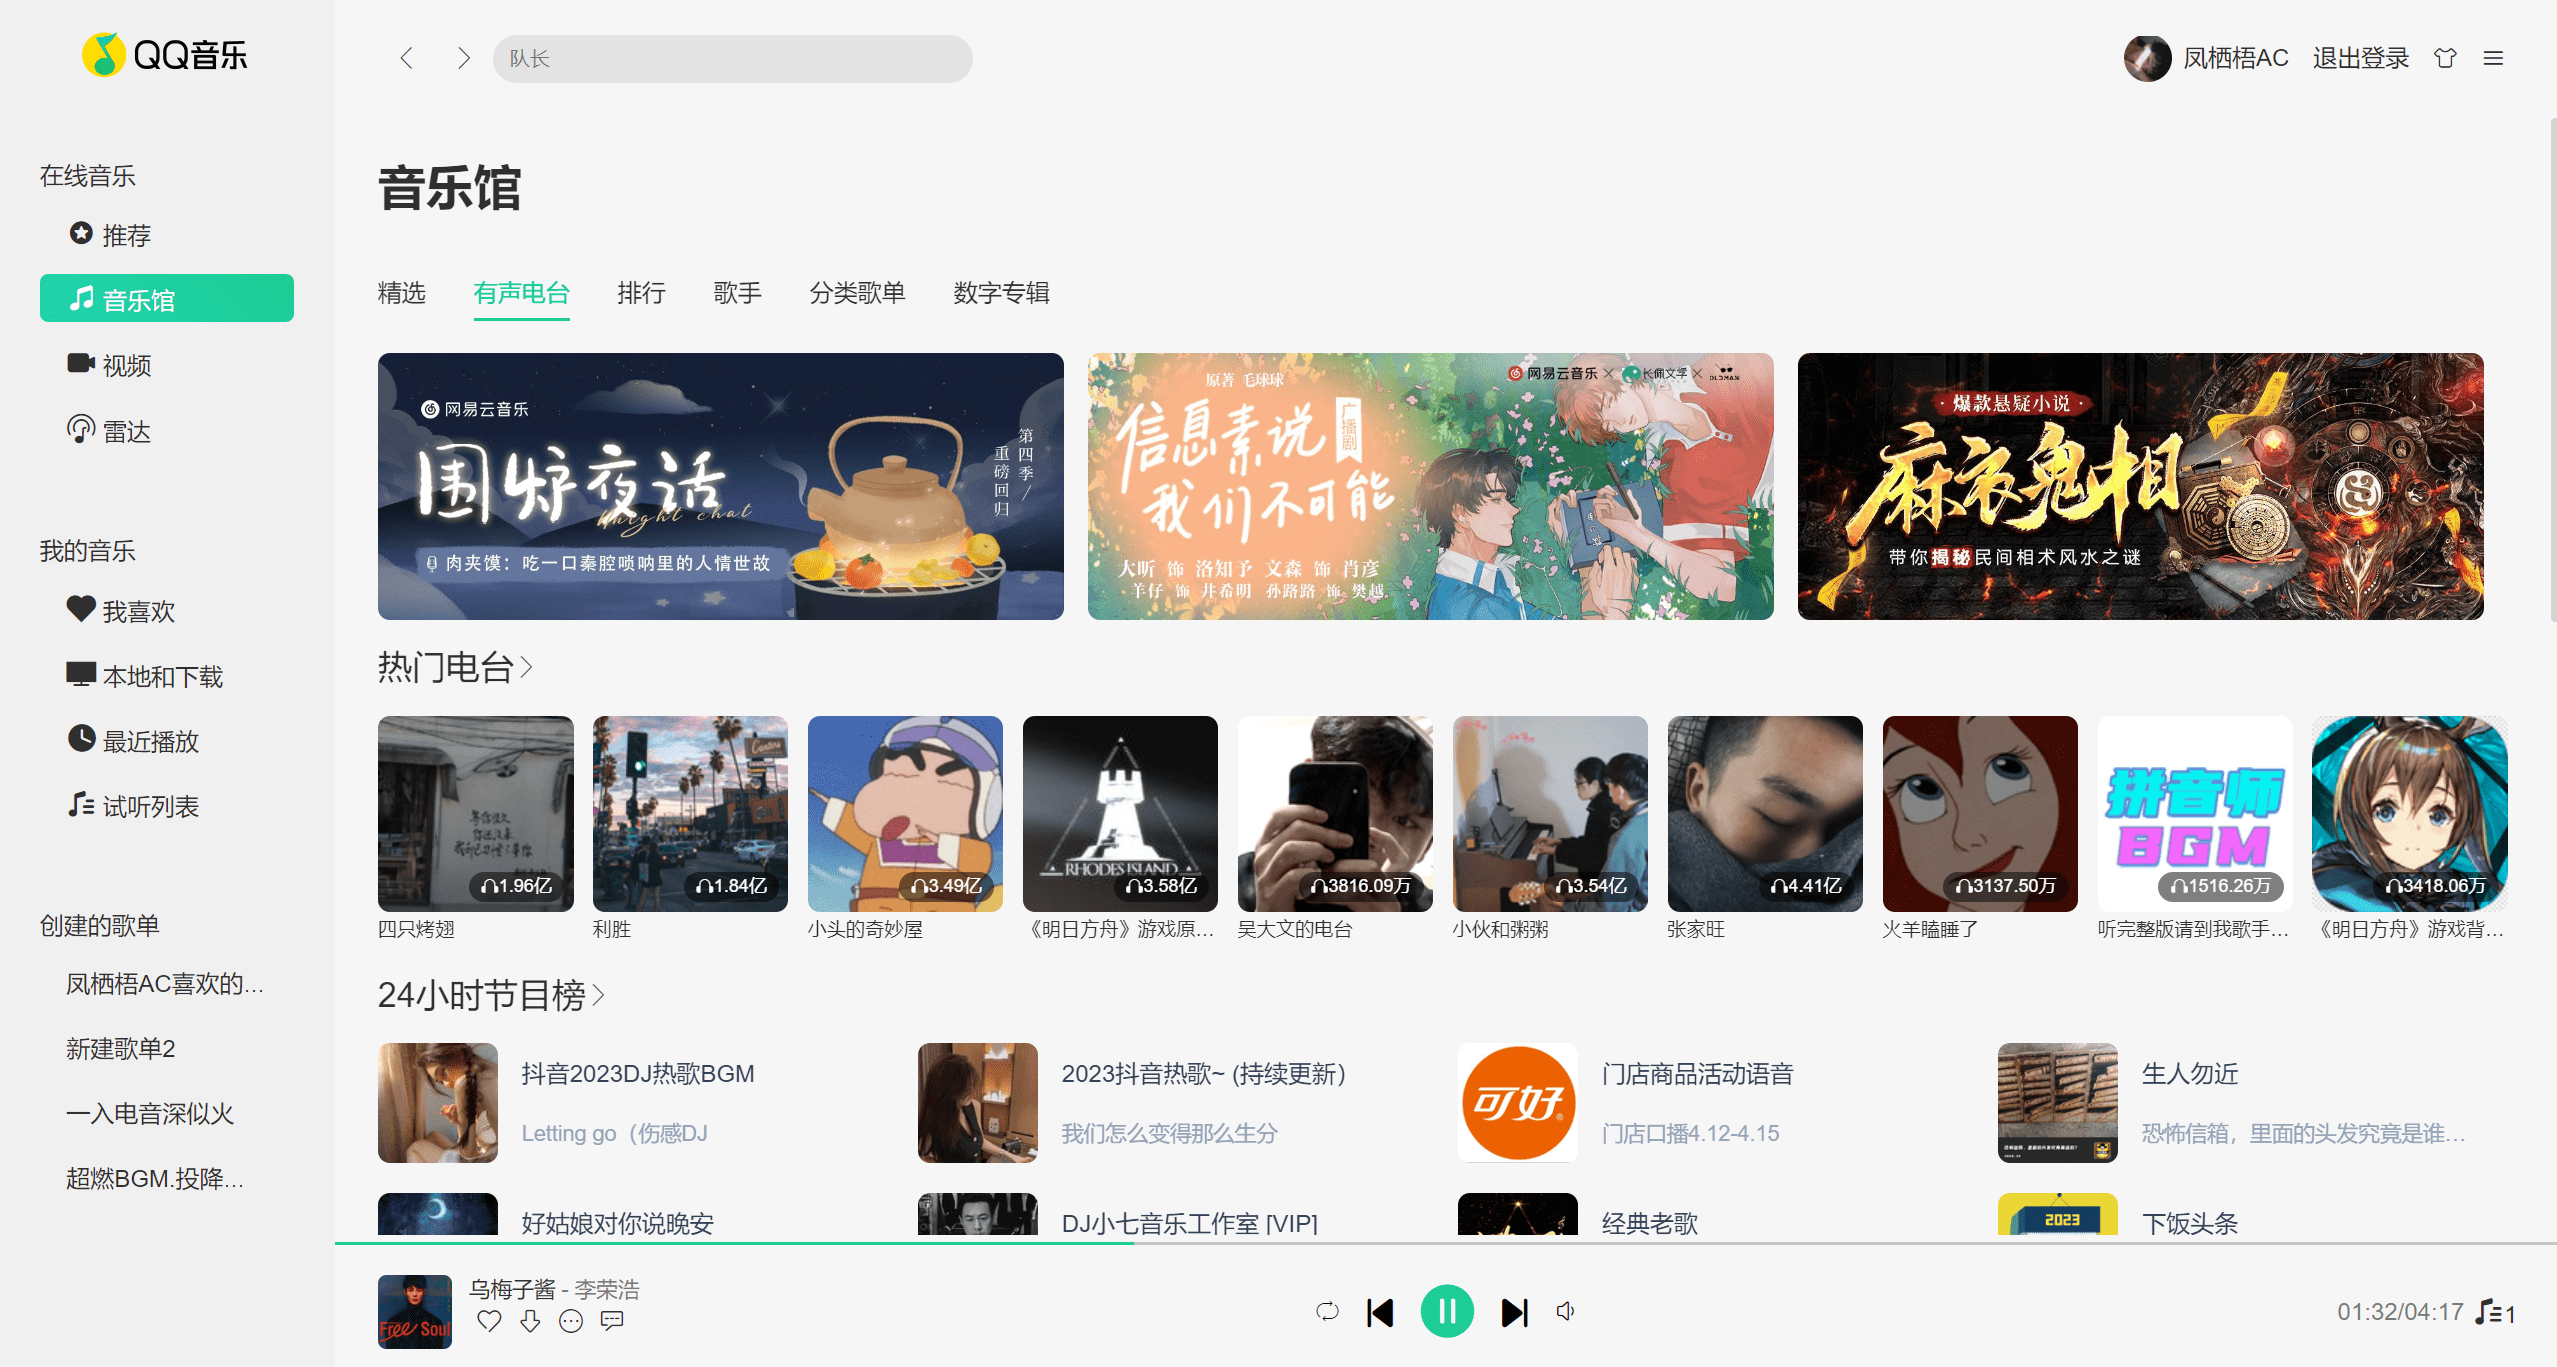 QQ音乐
队长
凤栖梧AC 退出登录
在线音乐
推荐
音乐馆
视频
雷达
我的音乐
我喜欢
本地和下载
最近播放
试听列表
创建的歌单
凤栖梧AC喜欢的...
新建歌单2
一入电音深似火
超燃BGM.投降...
音乐馆
精选 有声电台 排行 歌手 分类歌单 数字专辑
网易云音乐
围炉夜话
night chat
第四季/
重磅回归
肉夹馍：吃一口秦腔唢呐里的人情世故
原著 毛球球
网易云音乐 × 长佩文学 × OLDMAN
信息素说
我们不可能
广播剧
大昕 饰 洛知予 文森 饰 肖彦
羊仔 饰 井希明 孙路路 饰 樊越
·爆款悬疑小说·
麻衣鬼相
带你揭秘民间相术风水之谜
热门电台
等你很久
你还没来
我却已习惯了等你
1.96亿
四只烤翅
Canters
1.84亿
利胜
3.49亿
小头的奇妙屋
RHODES ISLAND
3.58亿
《明日方舟》游戏原...
3816.09万
吴大文的电台
3.54亿
小伙和粥粥
4.41亿
张家旺
3137.50万
火羊瞌睡了
拼音师
BGM
1516.26万
听完整版请到我歌手...
3418.06万
《明日方舟》游戏背...
24小时节目榜
抖音2023DJ热歌BGM
Letting go（伤感DJ
2023抖音热歌~ (持续更新）
我们怎么变得那么生分
可好
门店商品活动语音
门店口播4.12-4.15
生人勿近
恐怖信箱，里面的头发究竟是谁...
好姑娘对你说晚安
DJ小七音乐工作室 [VIP]
经典老歌
2023
下饭头条
Free Soul
乌梅子酱 - 李荣浩
01:32/04:17
1